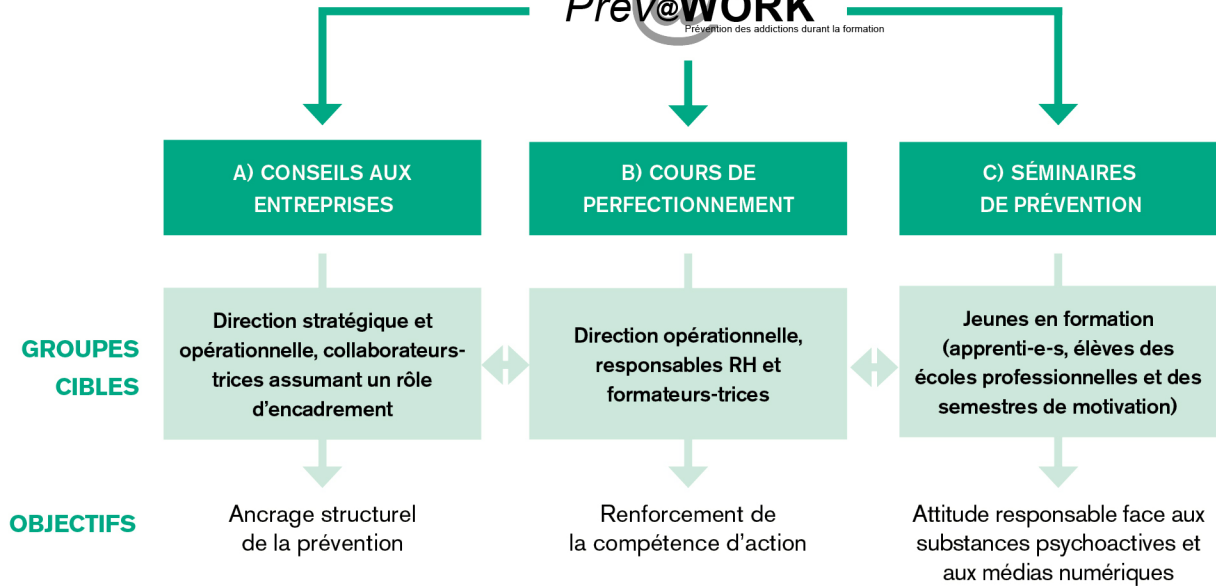 Prev@WORK
Prévention des addictions durant la formation
A) CONSEILS AUX
ENTREPRISES
B) COURS DE
PERFECTIONNEMENT
C) SÉMINAIRES
DE PRÉVENTION
GROUPES
CIBLES
Direction stratégique et
opérationnelle, collaborateurs-
trices assumant un rôle
d’encadrement
Direction opérationnelle,
responsables RH et
formateurs-trices
Jeunes en formation
(apprenti-e-s, élèves des
écoles professionnelles et des
semestres de motivation)
OBJECTIFS
Ancrage structurel
de la prévention
Renforcement de
la compétence d’action
Attitude responsable face aux
substances psychoactives et
aux médias numériques